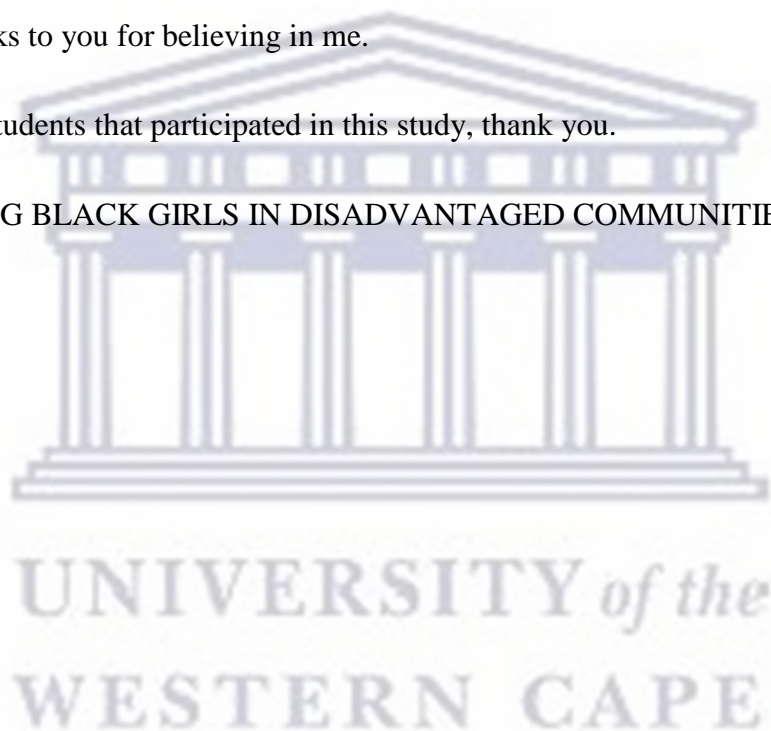 ks to you for believing in me.
tudents that participated in this study, thank you.
G BLACK GIRLS IN DISADVANTAGED COMMUNITIE
UNIVERSITY of the
WESTERN CAPE